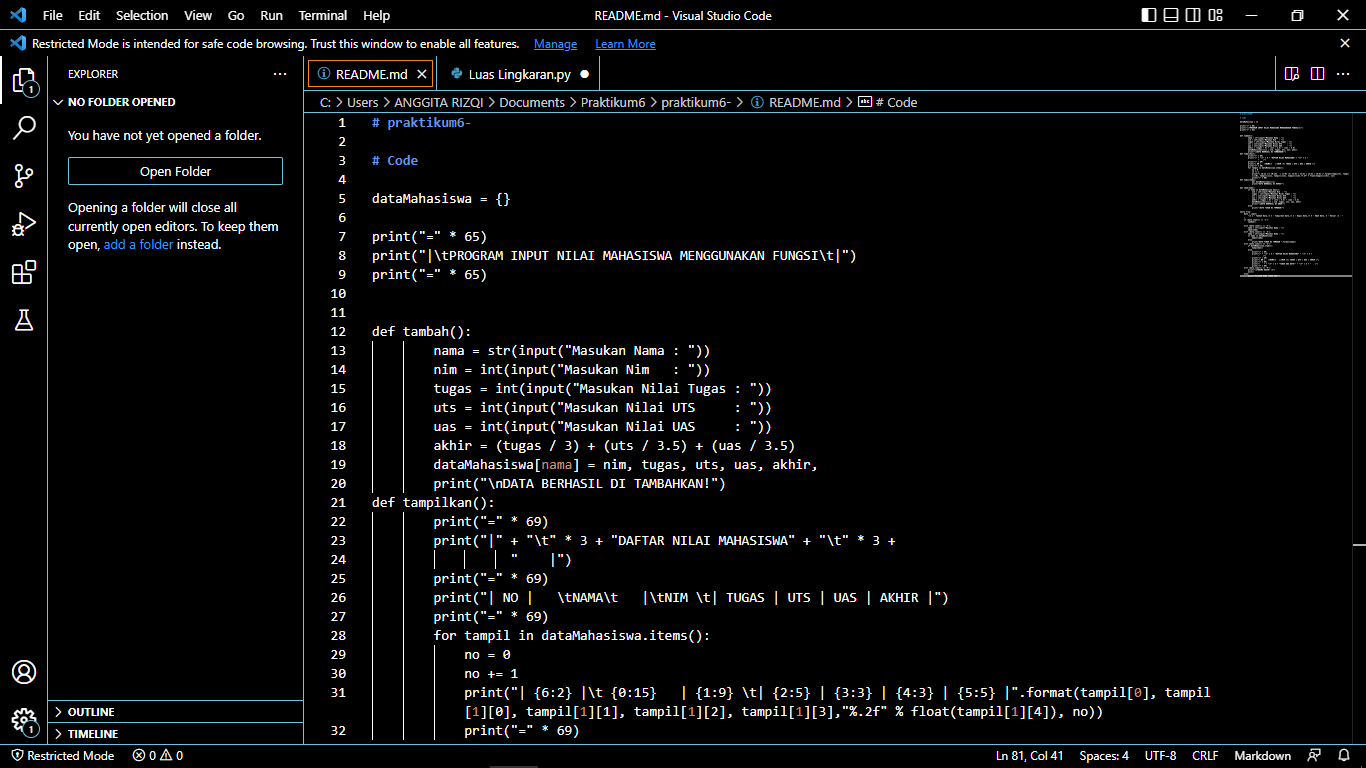 File Edit Selection View Go Run Terminal Help README.md - Visual Studio Code
Restricted Mode is intended for safe code browsing. Trust this window to enable all features. Manage Learn More
EXPLORER
NO FOLDER OPENED
You have not yet opened a folder.
Open Folder
Opening a folder will close all
currently open editors. To keep them
open, add a folder instead.
OUTLINE
TIMELINE
1
1
README.md Luas Lingkaran.py
C: > Users > ANGGITA RIZQI > Documents > Praktikum6 > praktikum6- > README.md > # Code
1 # praktikum6-
2
3 # Code
4
5 dataMahasiswa = {}
6
7 print("=" * 65)
8 print("|\tPROGRAM INPUT NILAI MAHASISWA MENGGUNAKAN FUNGSI\t|")
9 print("=" * 65)
10
11
12 def tambah():
13 nama = str(input("Masukan Nama : "))
14 nim = int(input("Masukan Nim   : "))
15 tugas = int(input("Masukan Nilai Tugas : "))
16 uts = int(input("Masukan Nilai UTS     : "))
17 uas = int(input("Masukan Nilai UAS     : "))
18 akhir = (tugas / 3) + (uts / 3.5) + (uas / 3.5)
19 dataMahasiswa[nama] = nim, tugas, uts, uas, akhir,
20 print("\nDATA BERHASIL DI TAMBAHKAN!")
21 def tampilkan():
22 print("=" * 69)
23 print("|" + "\t" * 3 + "DAFTAR NILAI MAHASISWA" + "\t" * 3 +
24 "    |")
25 print("=" * 69)
26 print("| NO |   \tNAMA\t   |\tNIM \t| TUGAS | UTS | UAS | AKHIR |")
27 print("=" * 69)
28 for tampil in dataMahasiswa.items():
29 no = 0
30 no += 1
31 print("| {6:2} |\t {0:15}   | {1:9} \t| {2:5} | {3:3} | {4:3} | {5:5} |".format(tampil[0], tampil
[1][0], tampil[1][1], tampil[1][2], tampil[1][3],"%.2f" % float(tampil[1][4]), no))
32 print("=" * 69)
Restricted Mode 0 0 Ln 81, Col 41 Spaces: 4 UTF-8 CRLF Markdown